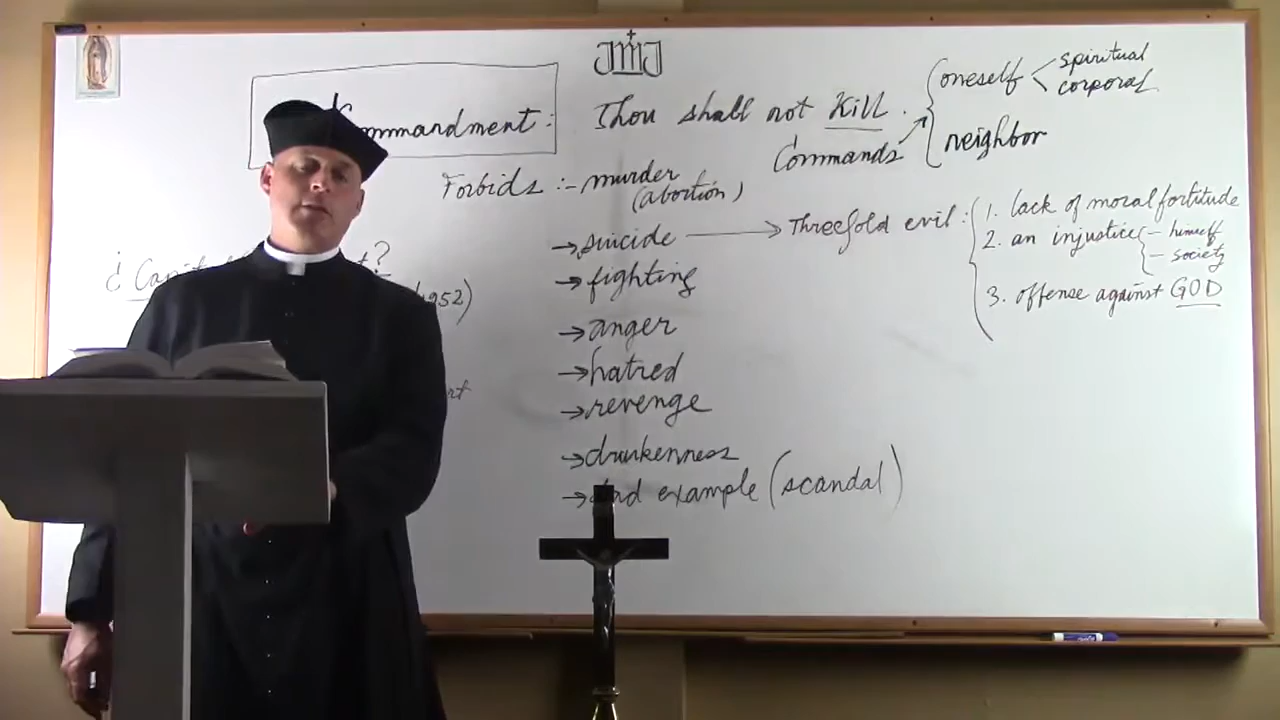 JMJ
Commandment:
Thou shall not Kill.
Commands
oneself
spiritual
corporal
neighbor
Forbids :- murder
(abortion)
→ suicide → Threefold evil:
1. lack of moral fortitude
2. an injustice - himself
- society
3. offense against GOD
→ fighting
→ anger
→ hatred
→ revenge
→ drunkenness
→ bad example (scandal)
¿ ?
1952)